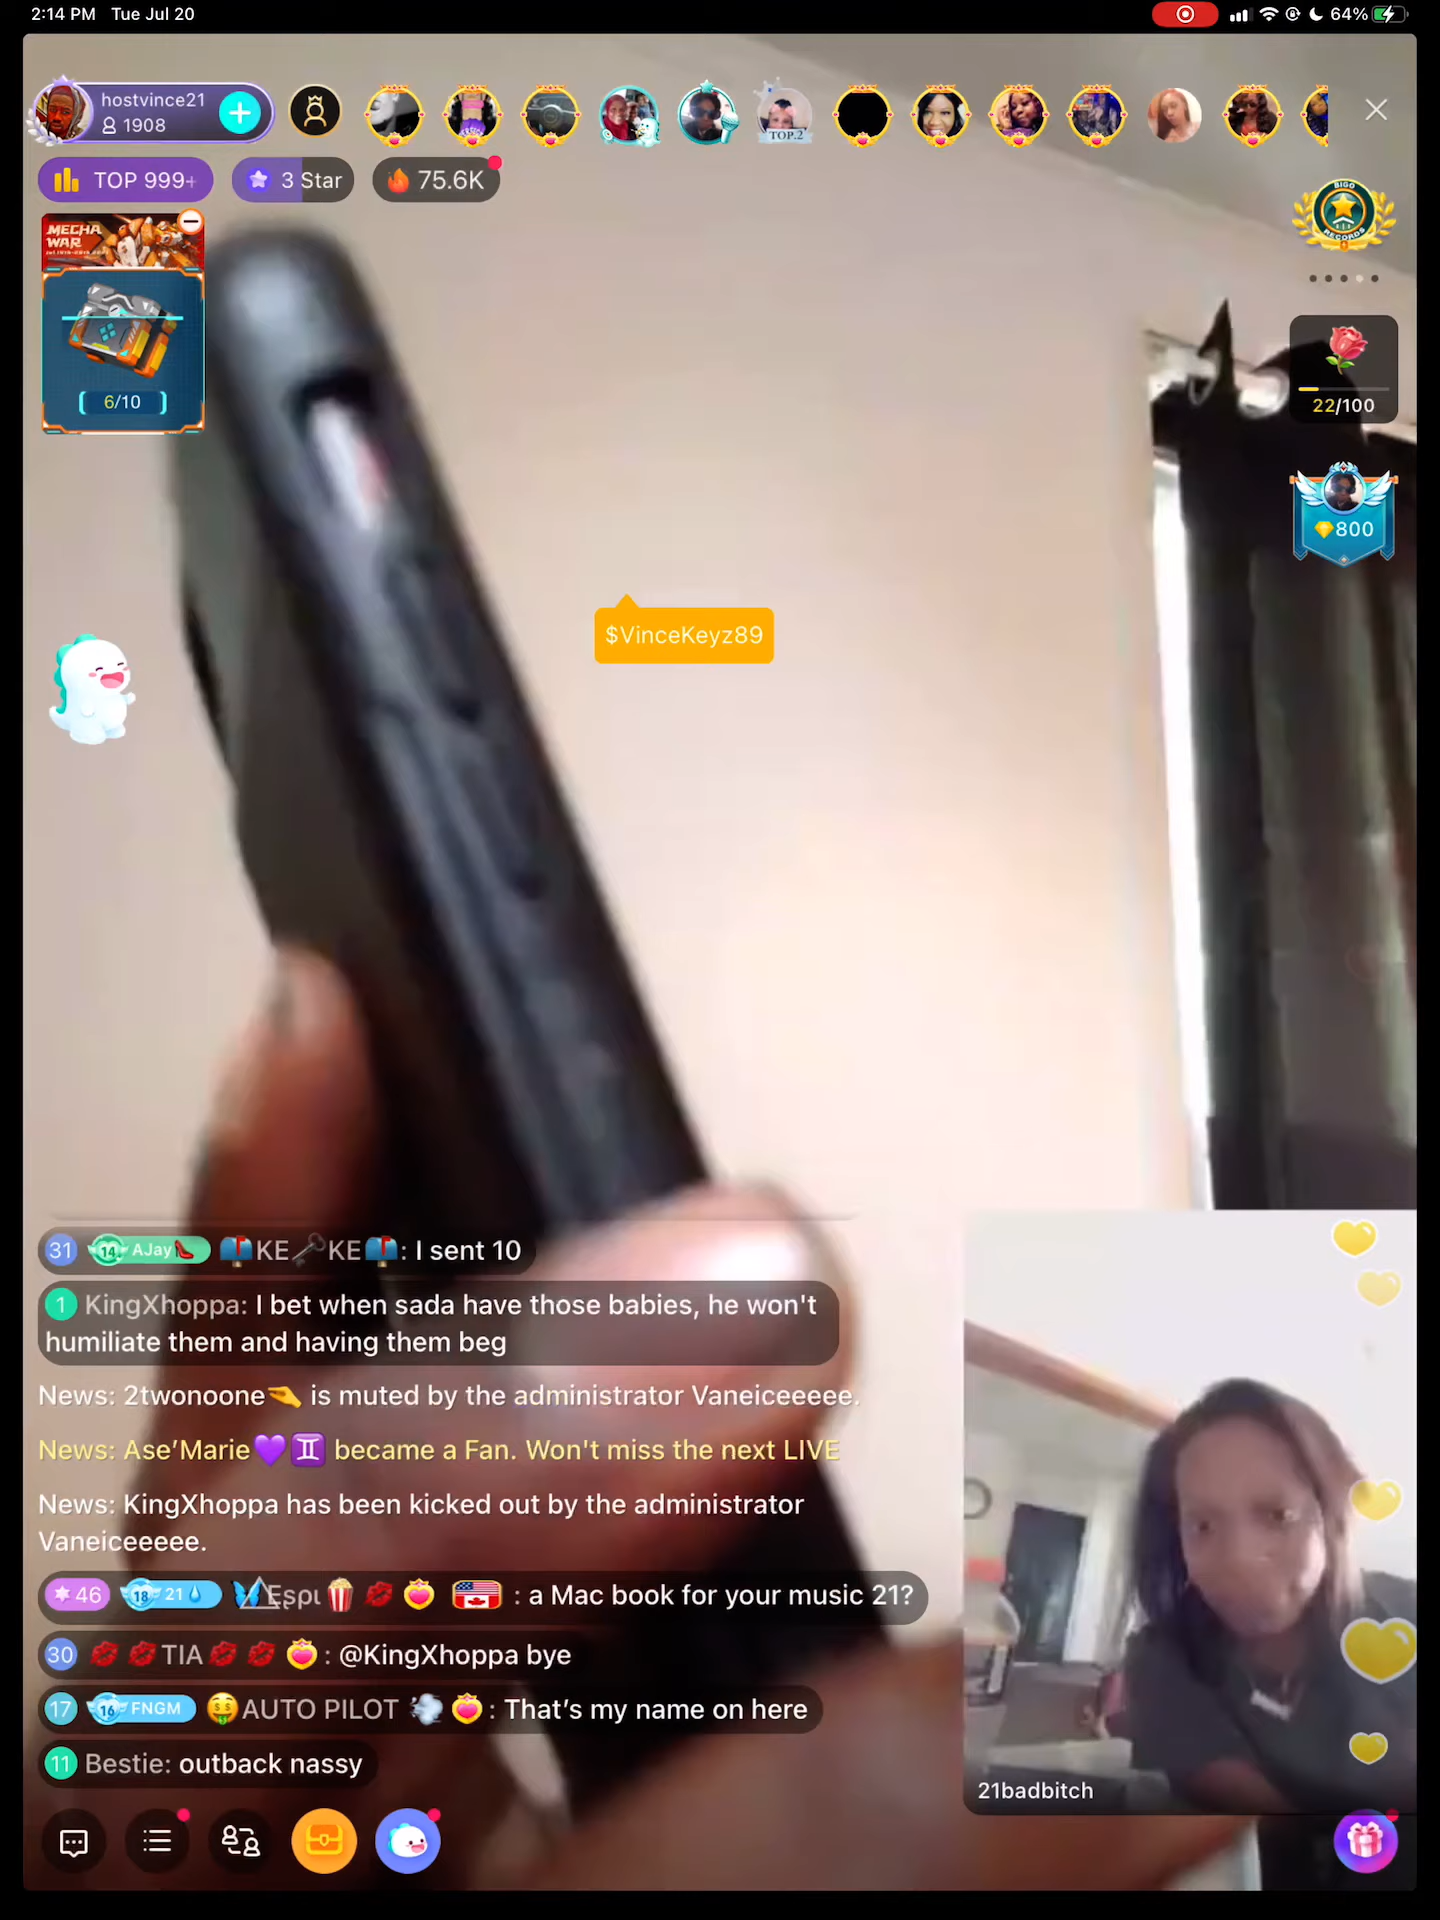 2:14 PM Tue Jul 20
64%
hostvince21
1908
TOP.2
TOP 999+
3 Star
75.6K
MECHA
WAR
BIGO
RECORDS
6/10
22/100
800
$VinceKeyz89
31 14 AJay👠 📫KE🗝️KE📫: I sent 10
1 KingXhoppa: I bet when sada have those babies, he won't
humiliate them and having them beg
News: 2twonoone🫴 is muted by the administrator Vaneiceeeee.
News: Ase'Marie💜♊ became a Fan. Won't miss the next LIVE
News: KingXhoppa has been kicked out by the administrator
Vaneiceeeee.
46 18 21💧 🦋 🍿 💋 : a Mac book for your music 21?
30 💋 💋TIA💋 💋 : @KingXhoppa bye
17 16 FNGM 🤑AUTO PILOT 💨 : That's my name on here
11 Bestie: outback nassy
21badbitch